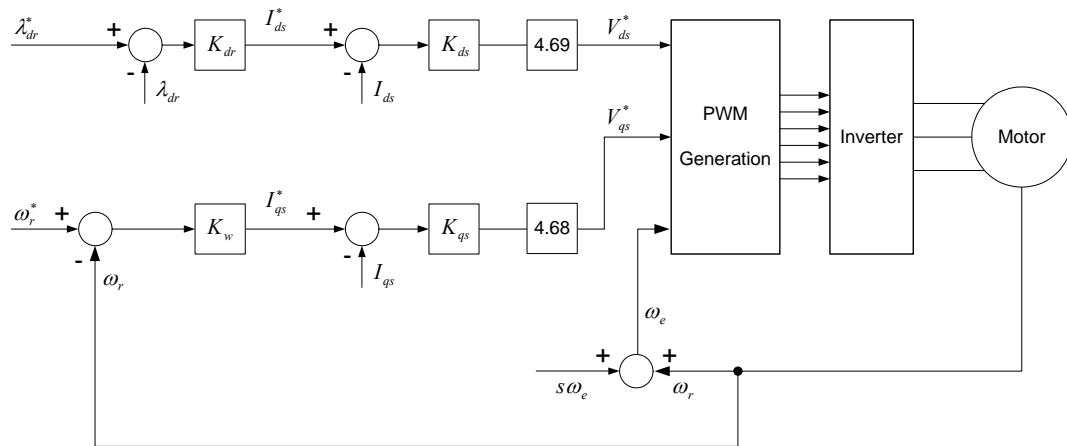 λ*dr + - λdr Kdr I*ds + - Ids Kds 4.69 V*ds
PWM
Generation
Inverter
Motor
V*qs
ω*r + - ωr Kw I*qs + - Iqs Kqs 4.68
ωe
+ +
sωe ωr